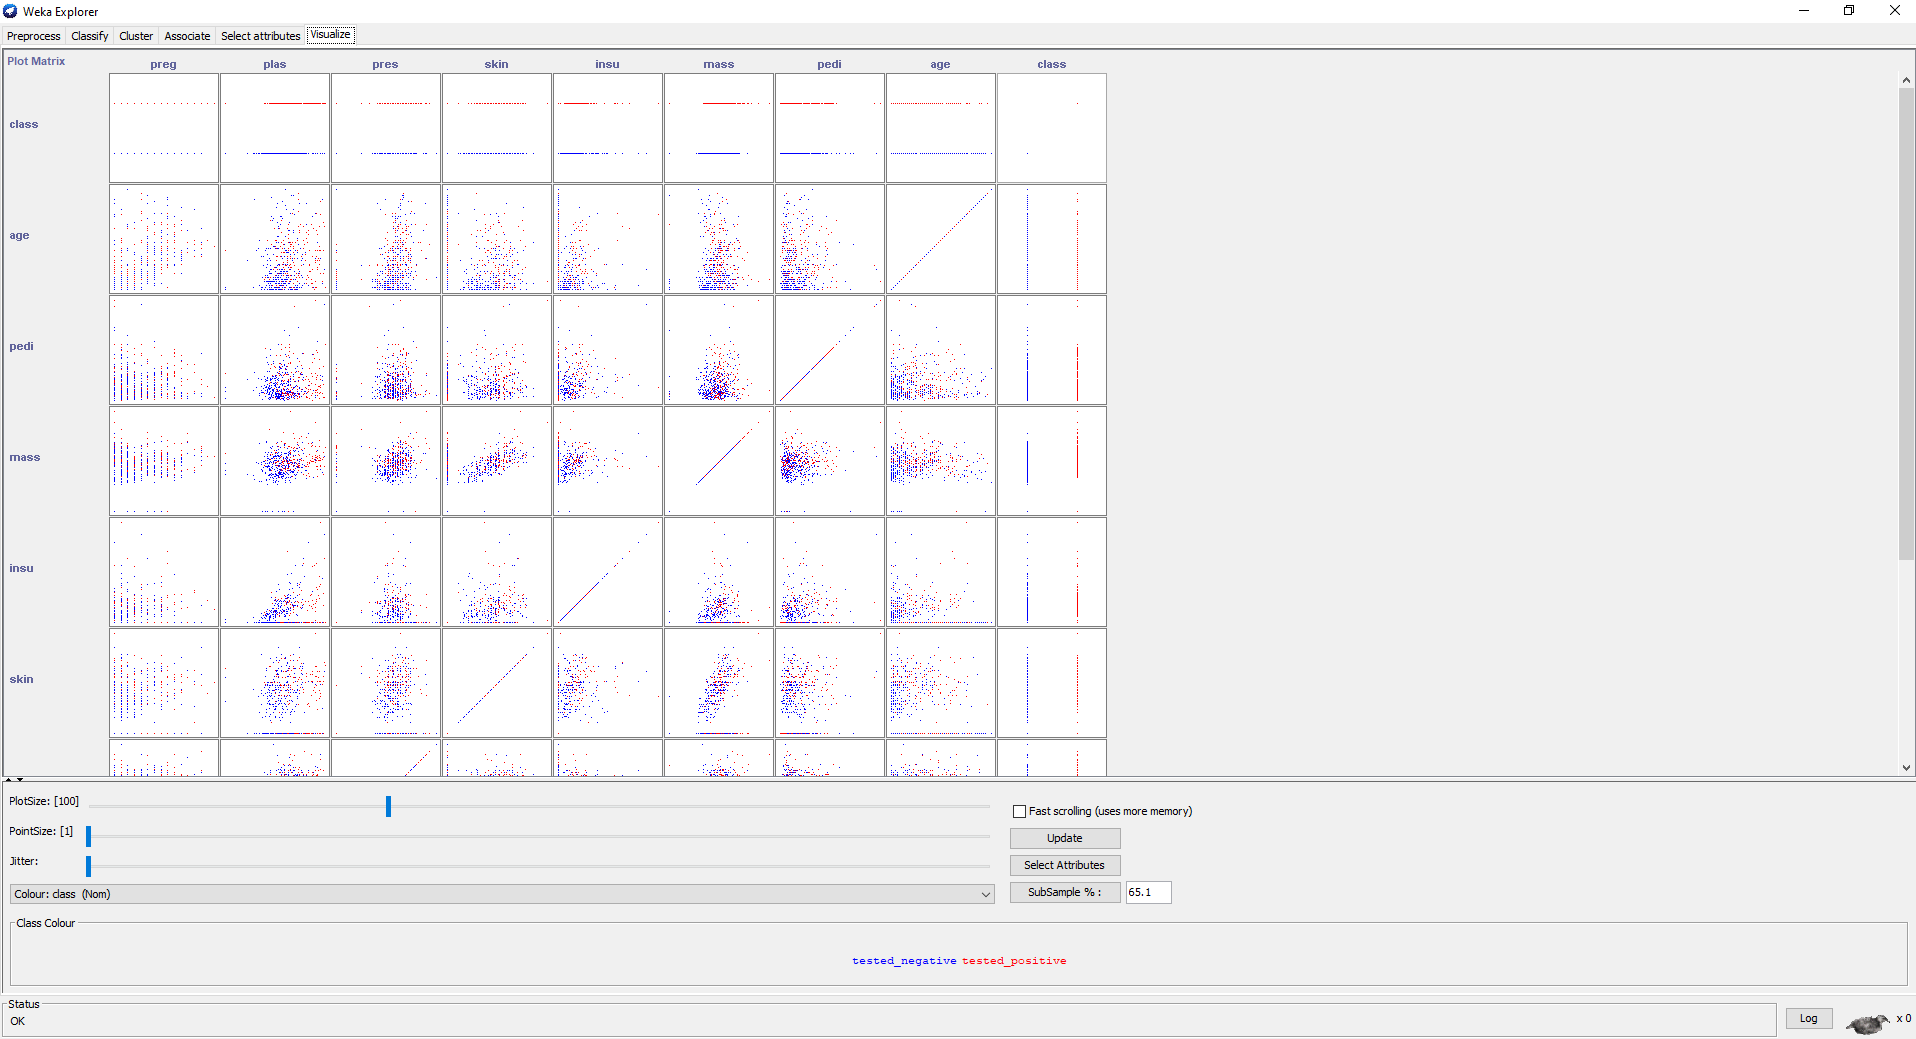 Weka Explorer
Preprocess Classify Cluster Associate Select attributes Visualize
Plot Matrix
preg plas pres skin insu mass pedi age class
class
age
pedi
mass
insu
skin
PlotSize: [100]
PointSize: [1]
Jitter:
Colour: class (Nom)
Fast scrolling (uses more memory)
Update
Select Attributes
SubSample % : 65.1
Class Colour
tested_negative tested_positive
Status
OK
Log
x 0